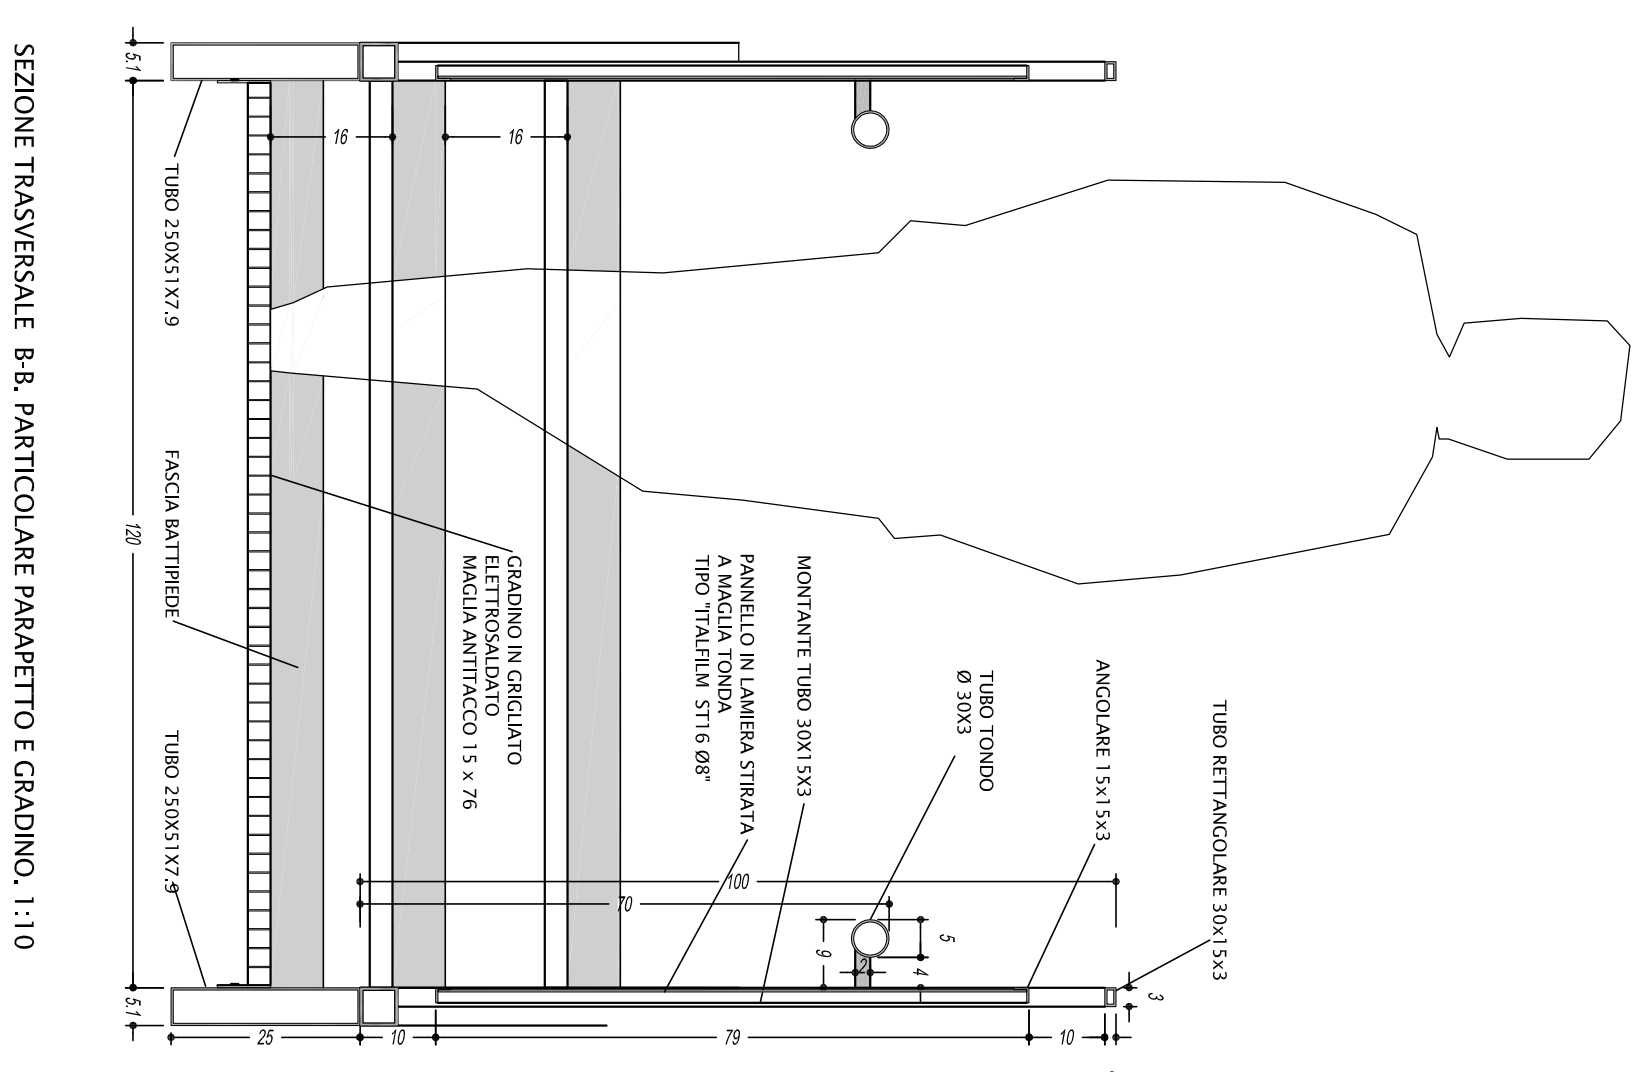 SEZIONE TRASVERSALE B-B. PARTICOLARE PARAPETTO E GRADINO. 1:10
TUBO RETTANGOLARE 30x15x3
ANGOLARE 15x15x3
TUBO TONDO
Ø 30X3
MONTANTE TUBO 30X15X3
PANNELLO IN LAMIERA STIRATA
A MAGLIA TONDA
TIPO "ITALFILM ST16 Ø8"
GRADINO IN GRIGLIATO
ELETTROSALDATO
MAGLIA ANTITACCO 15 x 76
TUBO 250X51X7.9
FASCIA BATTIPIEDE
TUBO 250X51X7.9
5.1
120
5.1
16
16
100
70
9
2
5
4
3
25
10
79
10